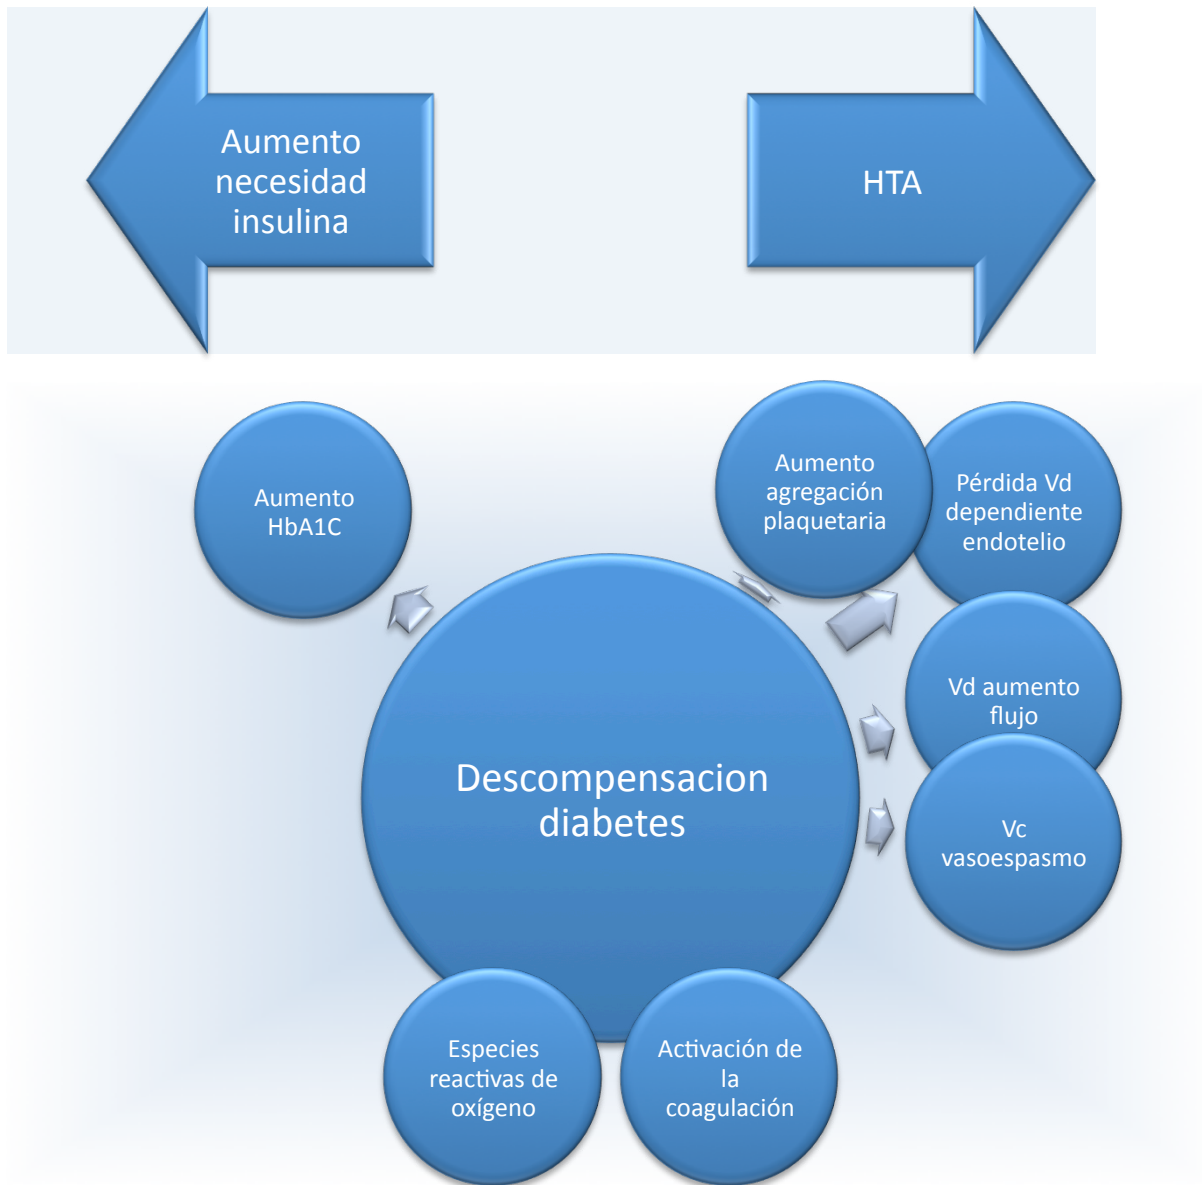 Aumento
necesidad
insulina
HTA
Aumento
HbA1C
Aumento
agregación
plaquetaria
Pérdida Vd
dependiente
endotelio
Vd aumento
flujo
Vc
vasoespasmo
Descompensacion
diabetes
Especies
reactivas de
oxígeno
Activación de
la
coagulación